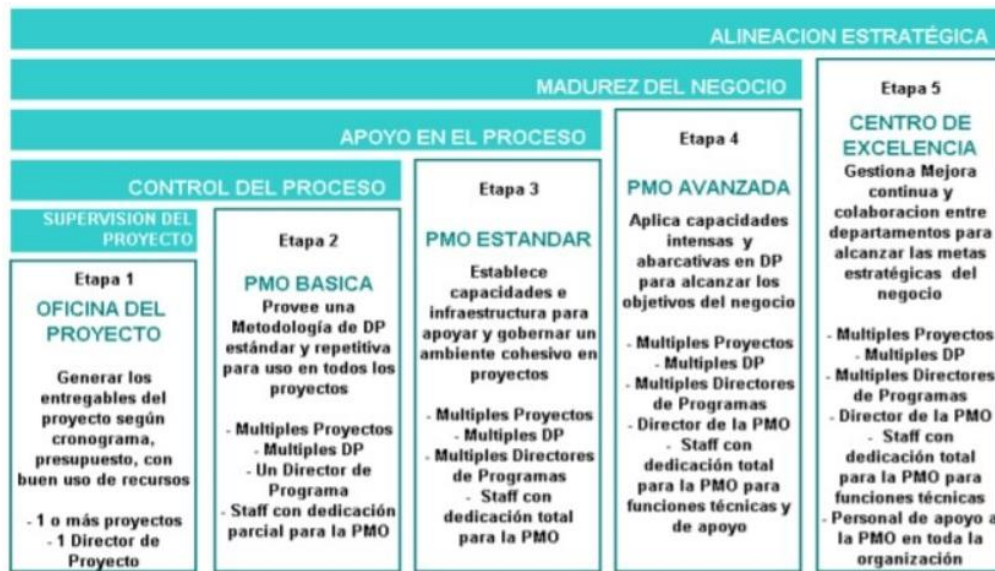 ALINEACION ESTRATÉGICA
MADUREZ DEL NEGOCIO
APOYO EN EL PROCESO
CONTROL DEL PROCESO
SUPERVISIÓN DEL
PROYECTO
Etapa 1
OFICINA DEL
PROYECTO
Generar los
entregables del
proyecto según
cronograma,
presupuesto, con
buen uso de recursos
- 1 o más proyectos
- 1 Director de
Proyecto
Etapa 2
PMO BASICA
Provee una
Metodología de DP
estándar y repetitiva
para uso en todos los
proyectos
- Multiples Proyectos
- Multiples DP
- Un Director de
Programa
- Staff con dedicación
parcial para la PMO
Etapa 3
PMO ESTANDAR
Establece
capacidades e
infraestructura para
apoyar y gobernar un
ambiente cohesivo en
proyectos
- Multiples Proyectos
- Multiples DP
- Multiples Directores
de Programas
- Staff con
dedicación total
para la PMO
Etapa 4
PMO AVANZADA
Aplica capacidades
intensas y
abarcativas en DP
para alcanzar los
objetivos del negocio
- Multiples Proyectos
- Multiples DP
- Multiples Directores
de Programas
- Director de la PMO
- Staff con
dedicación total
para la PMO para
funciones técnicas y
de apoyo
Etapa 5
CENTRO DE
EXCELENCIA
Gestiona Mejora
continua y
colaboracion entre
departamentos para
alcanzar las metas
estratégicas del
negocio
- Multiples Proyectos
- Multiples DP
- Multiples Directores
de Programas
- Director de la PMO
- Staff con
dedicación total
para la PMO para
funciones técnicas
- Personal de apoyo a
la PMO en toda la
organización